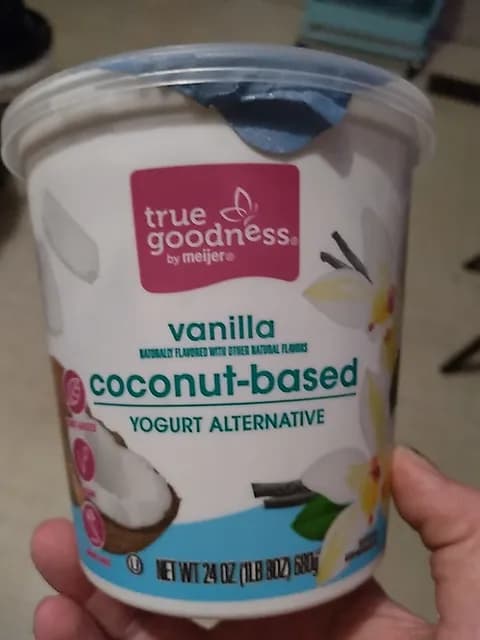 true
goodness®
by meijer®
vanilla
NATURALLY FLAVORED WITH OTHER NATURAL FLAVORS
coconut-based
YOGURT ALTERNATIVE
U
NET WT 24 OZ (1LB 8OZ) 680g